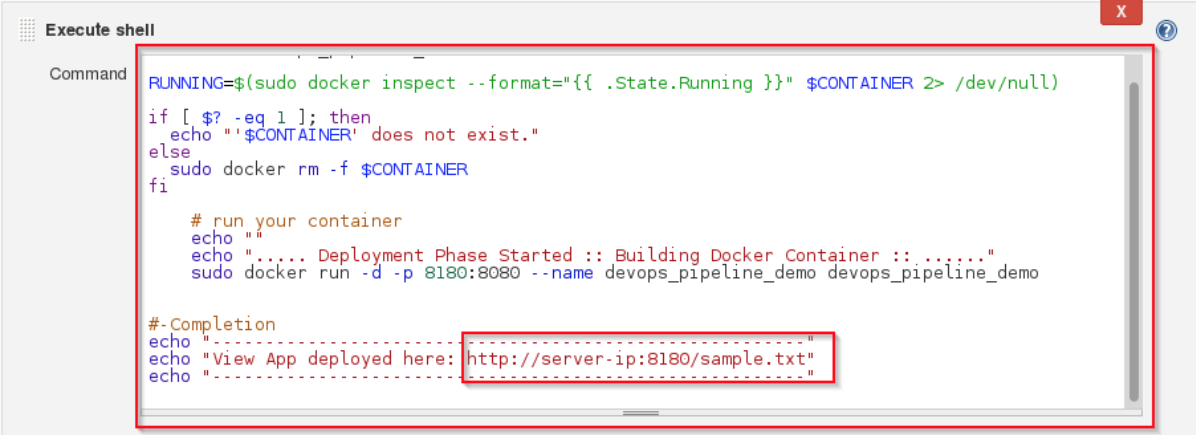 X
Execute shell
?
Command
RUNNING=$(sudo docker inspect --format="{{ .State.Running }}" $CONTAINER 2> /dev/null)
if [ $? -eq 1 ]; then
  echo "'$CONTAINER' does not exist."
else
  sudo docker rm -f $CONTAINER
fi
    # run your container
    echo ""
    echo "..... Deployment Phase Started :: Building Docker Container :: ......"
    sudo docker run -d -p 8180:8080 --name devops_pipeline_demo devops_pipeline_demo
#-Completion
echo "--------------------------------------------------------"
echo "View App deployed here: http://server-ip:8180/sample.txt"
echo "--------------------------------------------------------"